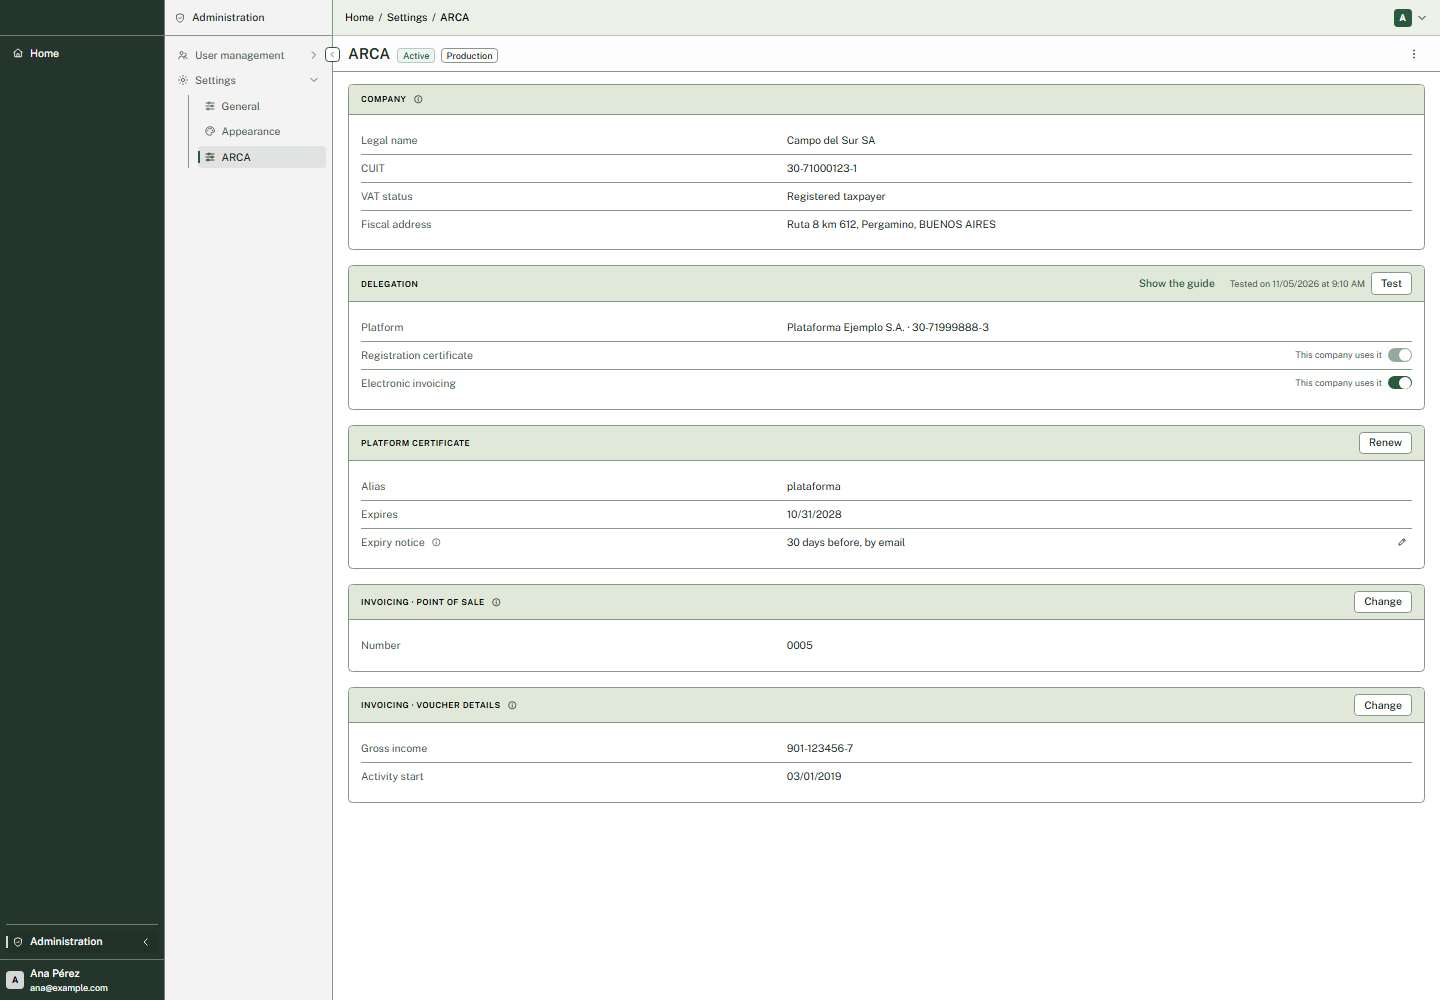 Administration
Home / Settings / ARCA
A
Home
User management
Settings
General
Appearance
ARCA
ARCA Active Production
COMPANY
Legal name Campo del Sur SA
CUIT 30-71000123-1
VAT status Registered taxpayer
Fiscal address Ruta 8 km 612, Pergamino, BUENOS AIRES
DELEGATION Show the guide Tested on 11/05/2026 at 9:10 AM Test
Platform Plataforma Ejemplo S.A. · 30-71999888-3
Registration certificate This company uses it
Electronic invoicing This company uses it
PLATFORM CERTIFICATE Renew
Alias plataforma
Expires 10/31/2028
Expiry notice 30 days before, by email
INVOICING · POINT OF SALE Change
Number 0005
INVOICING · VOUCHER DETAILS Change
Gross income 901-123456-7
Activity start 03/01/2019
Administration
A
Ana Pérez
ana@example.com